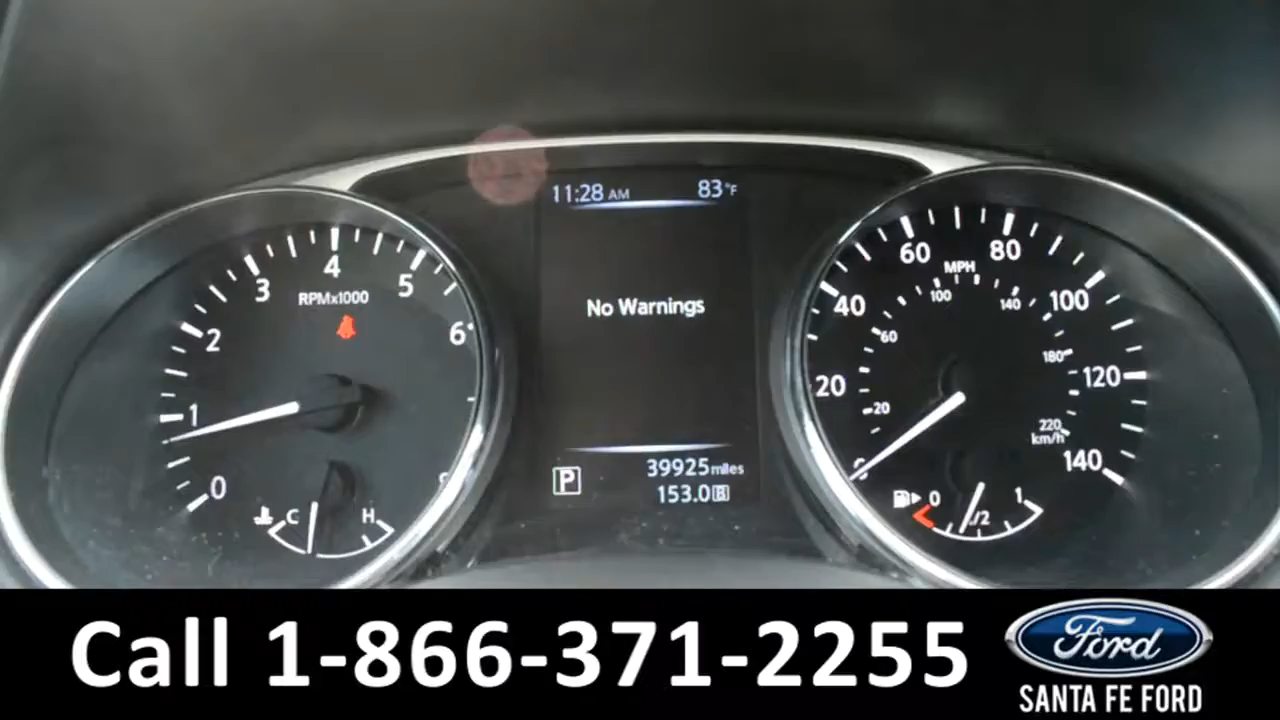 11:28 AM 83°F
No Warnings
P
39925 miles
153.0 B
0 1 2 3 4 5 6
RPMx1000
C H
0 20 40 60 80 100 120 140
MPH
20 60 100 140 180 220
km/h
0 1/2 1
Call 1-866-371-2255
Ford
SANTA FE FORD